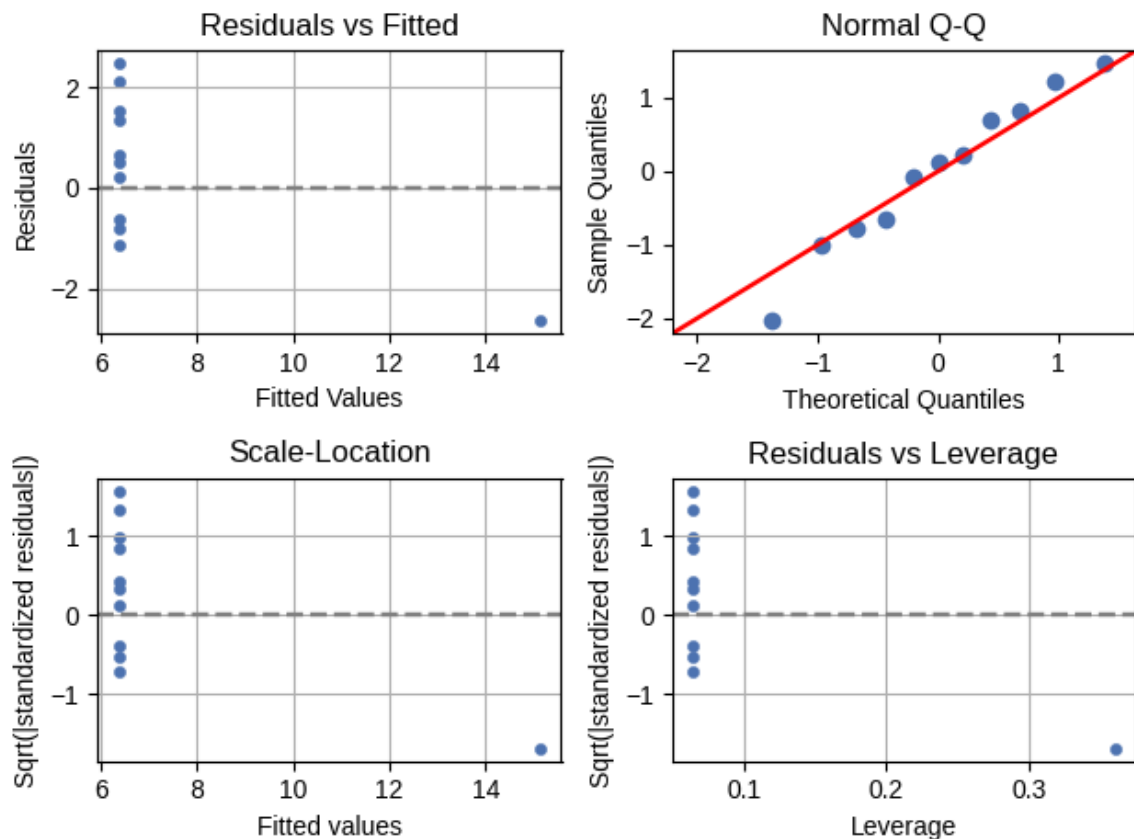 Residuals vs Fitted
Residuals
2
0
−2
6
8
10
12
14
Fitted Values
Normal Q-Q
Sample Quantiles
1
0
−1
−2
−2
−1
0
1
Theoretical Quantiles
Scale-Location
Sqrt(|standardized residuals|)
1
0
−1
6
8
10
12
14
Fitted values
Residuals vs Leverage
Sqrt(|standardized residuals|)
1
0
−1
0.1
0.2
0.3
Leverage